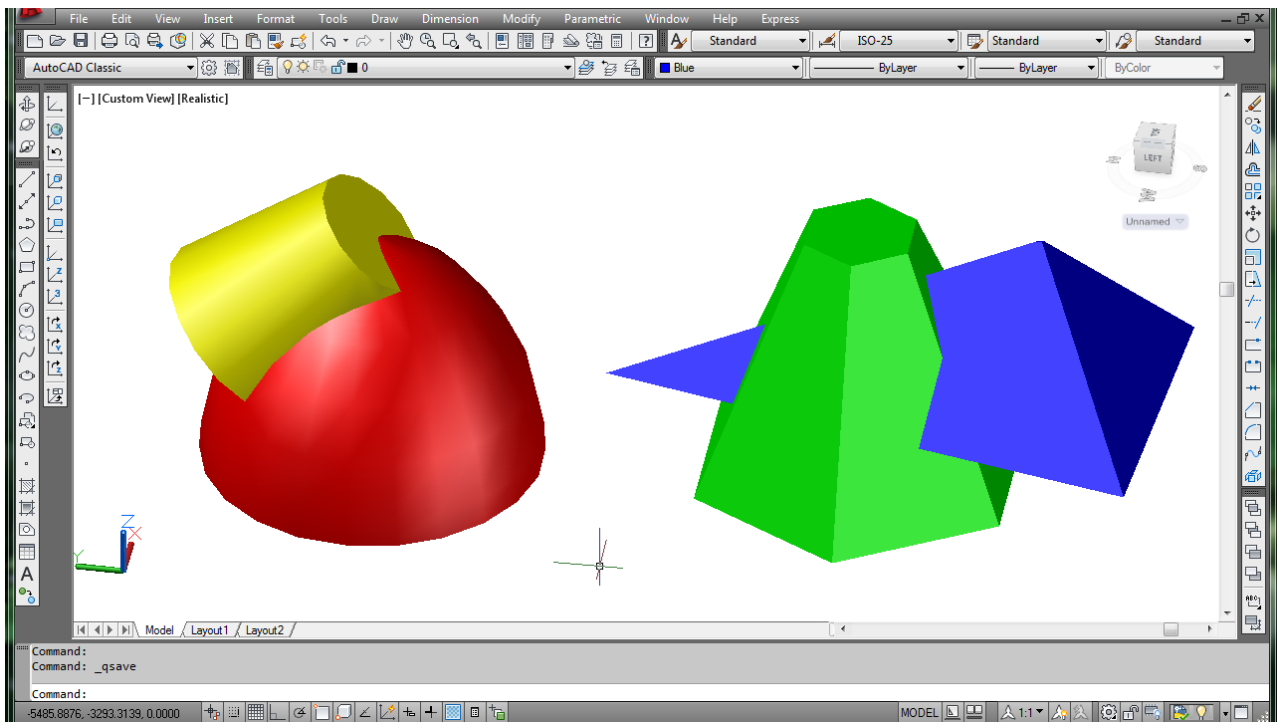 File Edit View Insert Format Tools Draw Dimension Modify Parametric Window Help Express
Standard ISO-25 Standard Standard
AutoCAD Classic 0 Blue ByLayer ByLayer ByColor
[−] [Custom View] [Realistic]
LEFT
Unnamed
Z
X
Y
Model Layout1 Layout2
Command:
Command: _qsave
Command:
-5485.8876, -3293.3139, 0.0000 MODEL 1:1